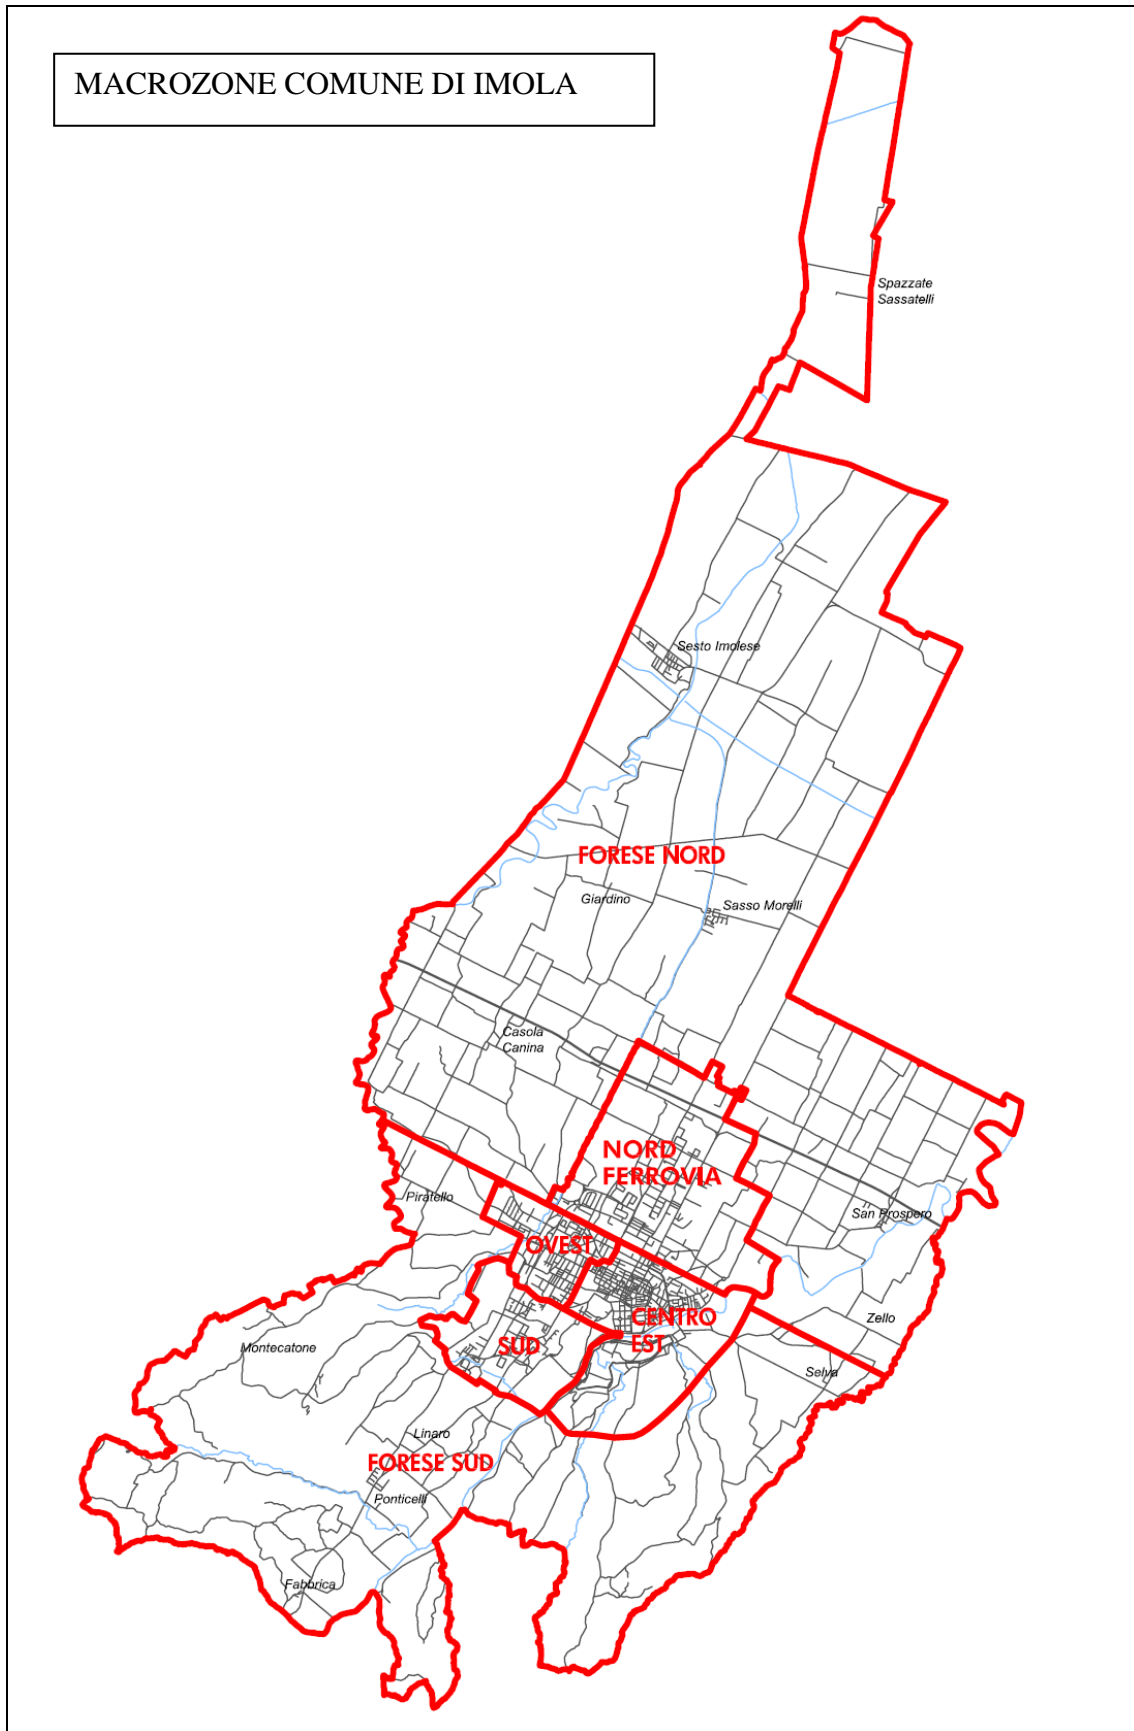 MACROZONE COMUNE DI IMOLA
Spazzate
Sassatelli
Sesto Imolese
FORESE NORD
Giardino
Sasso Morelli
Casola
Canina
NORD
FERROVIA
Piratello
San Prospero
OVEST
CENTRO
EST
Zello
SUD
Montecatone
Selva
Linaro
FORESE SUD
Ponticelli
Fabbrica